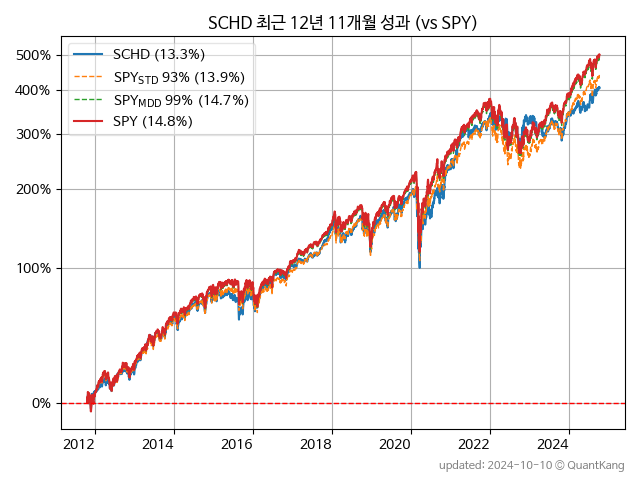 SCHD 최근 12년 11개월 성과 (vs SPY)
SCHD (13.3%)
SPY_STD 93% (13.9%)
SPY_MDD 99% (14.7%)
SPY (14.8%)
500%
400%
300%
200%
100%
0%
2012 2014 2016 2018 2020 2022 2024
updated: 2024-10-10 © QuantKang